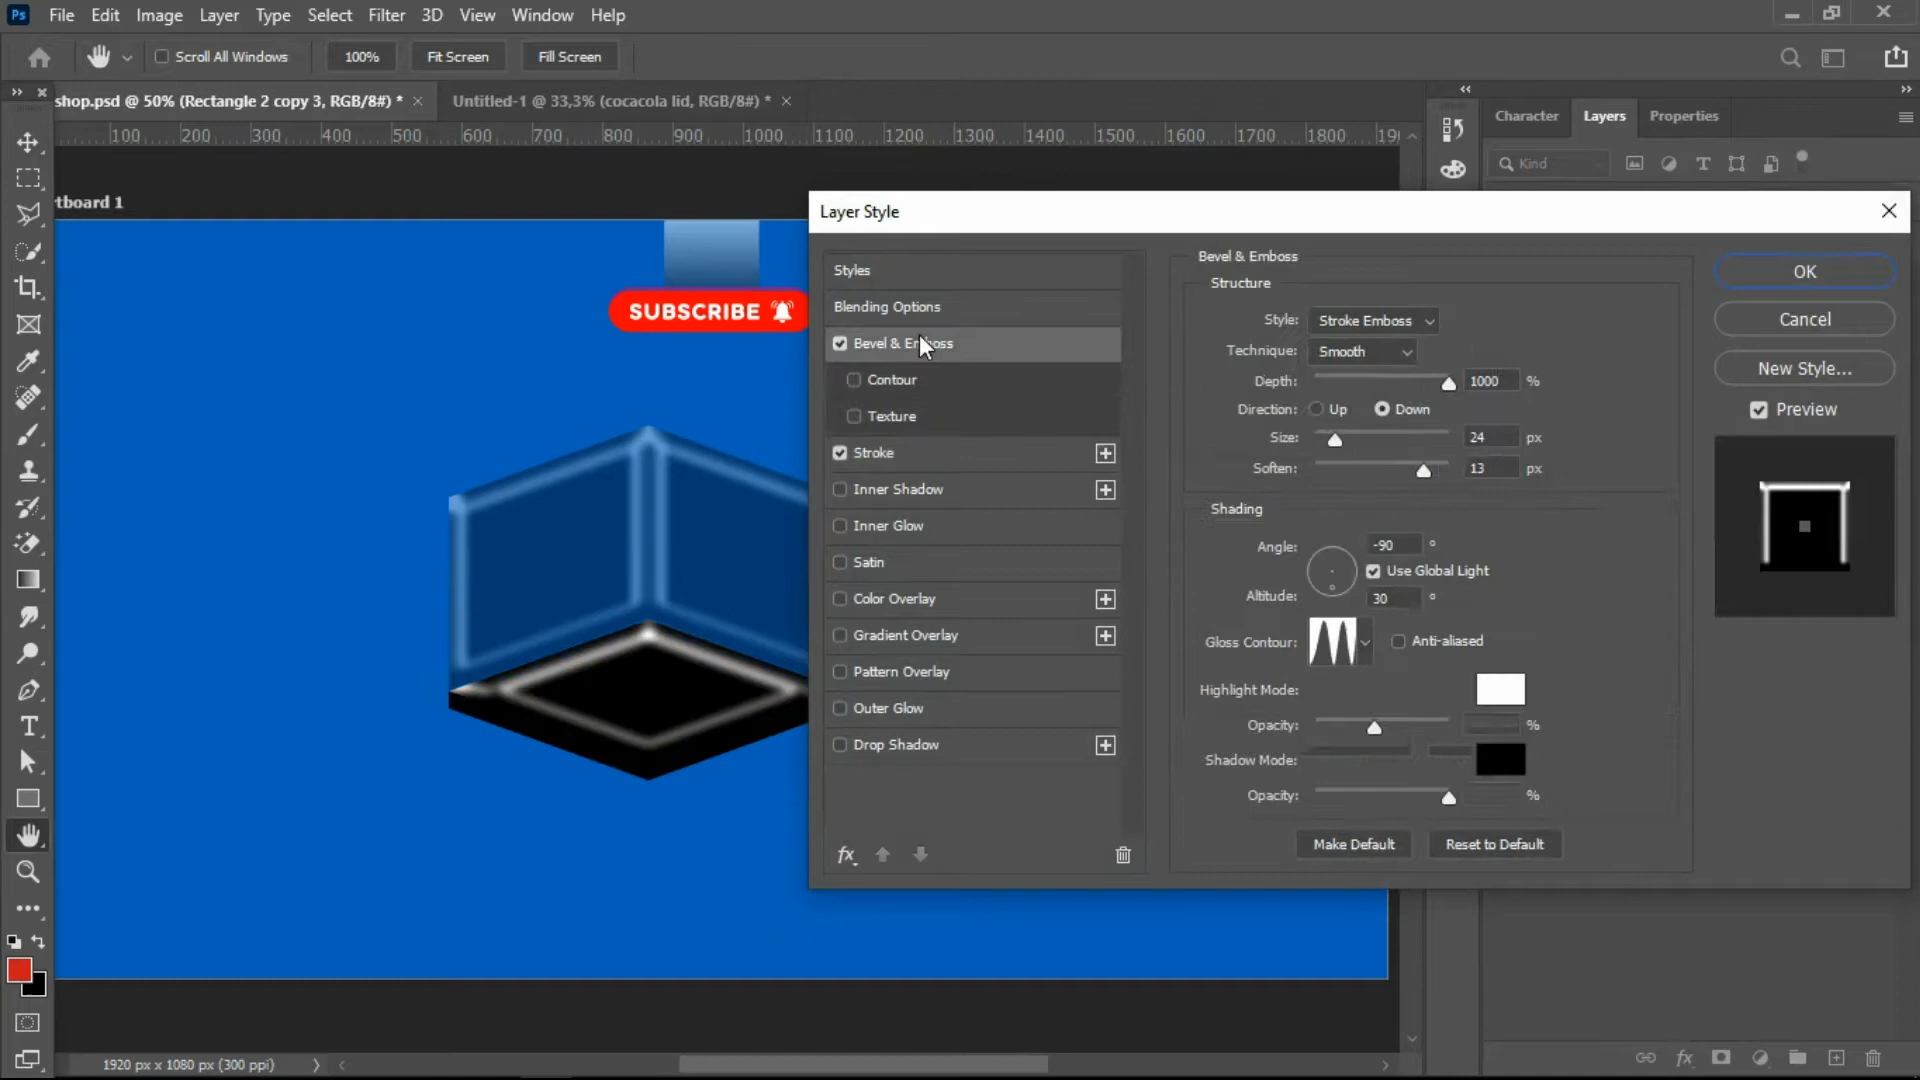 Ps File Edit Image Layer Type Select Filter 3D View Window Help
Scroll All Windows 100% Fit Screen Fill Screen
shop.psd @ 50% (Rectangle 2 copy 3, RGB/8#) * Untitled-1 @ 33,3% (cocacola lid, RGB/8#) *
100 200 300 400 500 600 700 800 900 1000 1100 1200 1300 1400 1500 1600 1700 1800
Character Layers Properties
Kind
tboard 1
SUBSCRIBE
Layer Style
Styles
Blending Options
Bevel & Emboss
Contour
Texture
Stroke
Inner Shadow
Inner Glow
Satin
Color Overlay
Gradient Overlay
Pattern Overlay
Outer Glow
Drop Shadow
fx
Bevel & Emboss
Structure
Style: Stroke Emboss
Technique: Smooth
Depth: 1000 %
Direction: Up Down
Size: 24 px
Soften: 13 px
Shading
Angle: -90 °
Use Global Light
Altitude: 30 °
Gloss Contour: Anti-aliased
Highlight Mode:
Opacity: %
Shadow Mode:
Opacity: %
Make Default Reset to Default
OK
Cancel
New Style...
Preview
1920 px x 1080 px (300 ppi)
fx